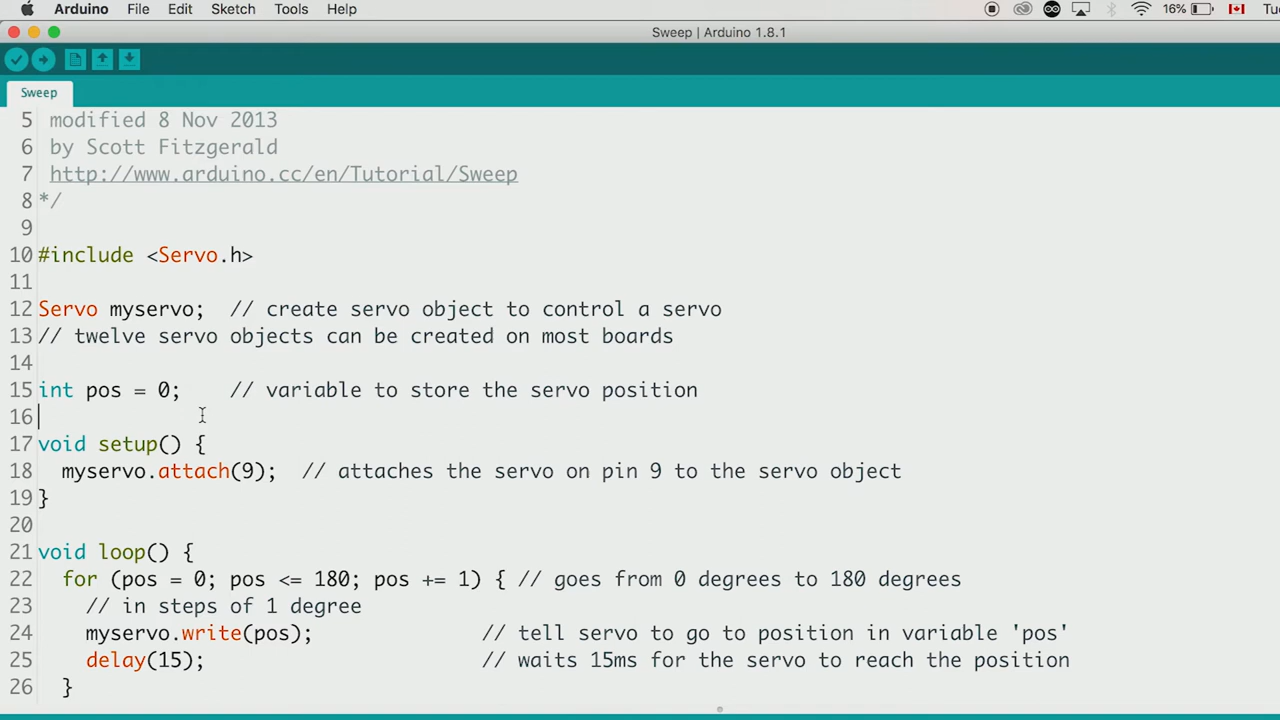 Arduino File Edit Sketch Tools Help 16% Tue
Sweep | Arduino 1.8.1
Sweep
5 modified 8 Nov 2013
6 by Scott Fitzgerald
7 http://www.arduino.cc/en/Tutorial/Sweep
8 */
9
10 #include <Servo.h>
11
12 Servo myservo;  // create servo object to control a servo
13 // twelve servo objects can be created on most boards
14
15 int pos = 0;    // variable to store the servo position
16
17 void setup() {
18   myservo.attach(9);  // attaches the servo on pin 9 to the servo object
19 }
20
21 void loop() {
22   for (pos = 0; pos <= 180; pos += 1) { // goes from 0 degrees to 180 degrees
23     // in steps of 1 degree
24     myservo.write(pos);              // tell servo to go to position in variable 'pos'
25     delay(15);                       // waits 15ms for the servo to reach the position
26   }